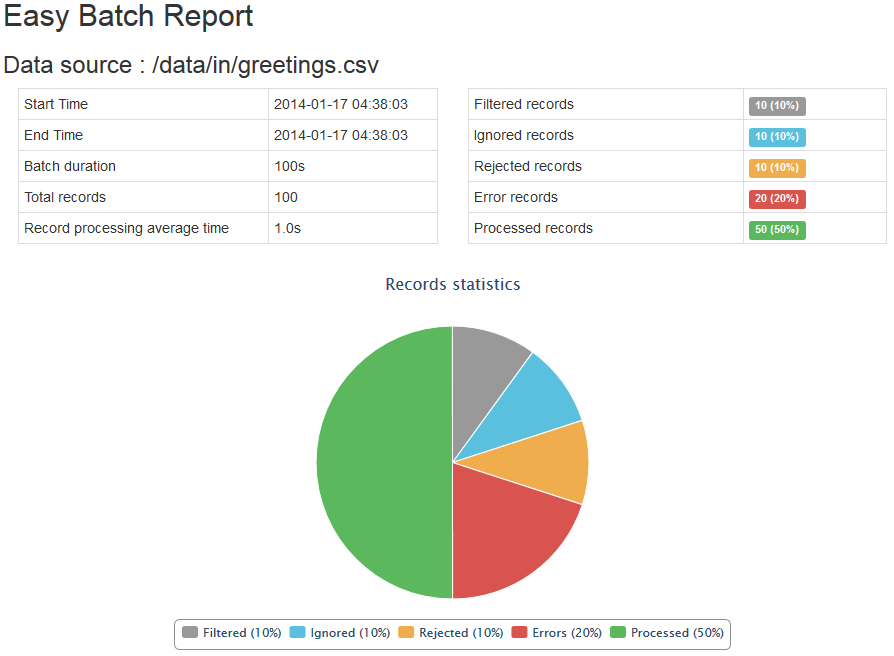 Easy Batch Report
Data source : /data/in/greetings.csv
Start Time 2014-01-17 04:38:03
End Time 2014-01-17 04:38:03
Batch duration 100s
Total records 100
Record processing average time 1.0s
Filtered records 10 (10%)
Ignored records 10 (10%)
Rejected records 10 (10%)
Error records 20 (20%)
Processed records 50 (50%)
Records statistics
Filtered (10%) Ignored (10%) Rejected (10%) Errors (20%) Processed (50%)